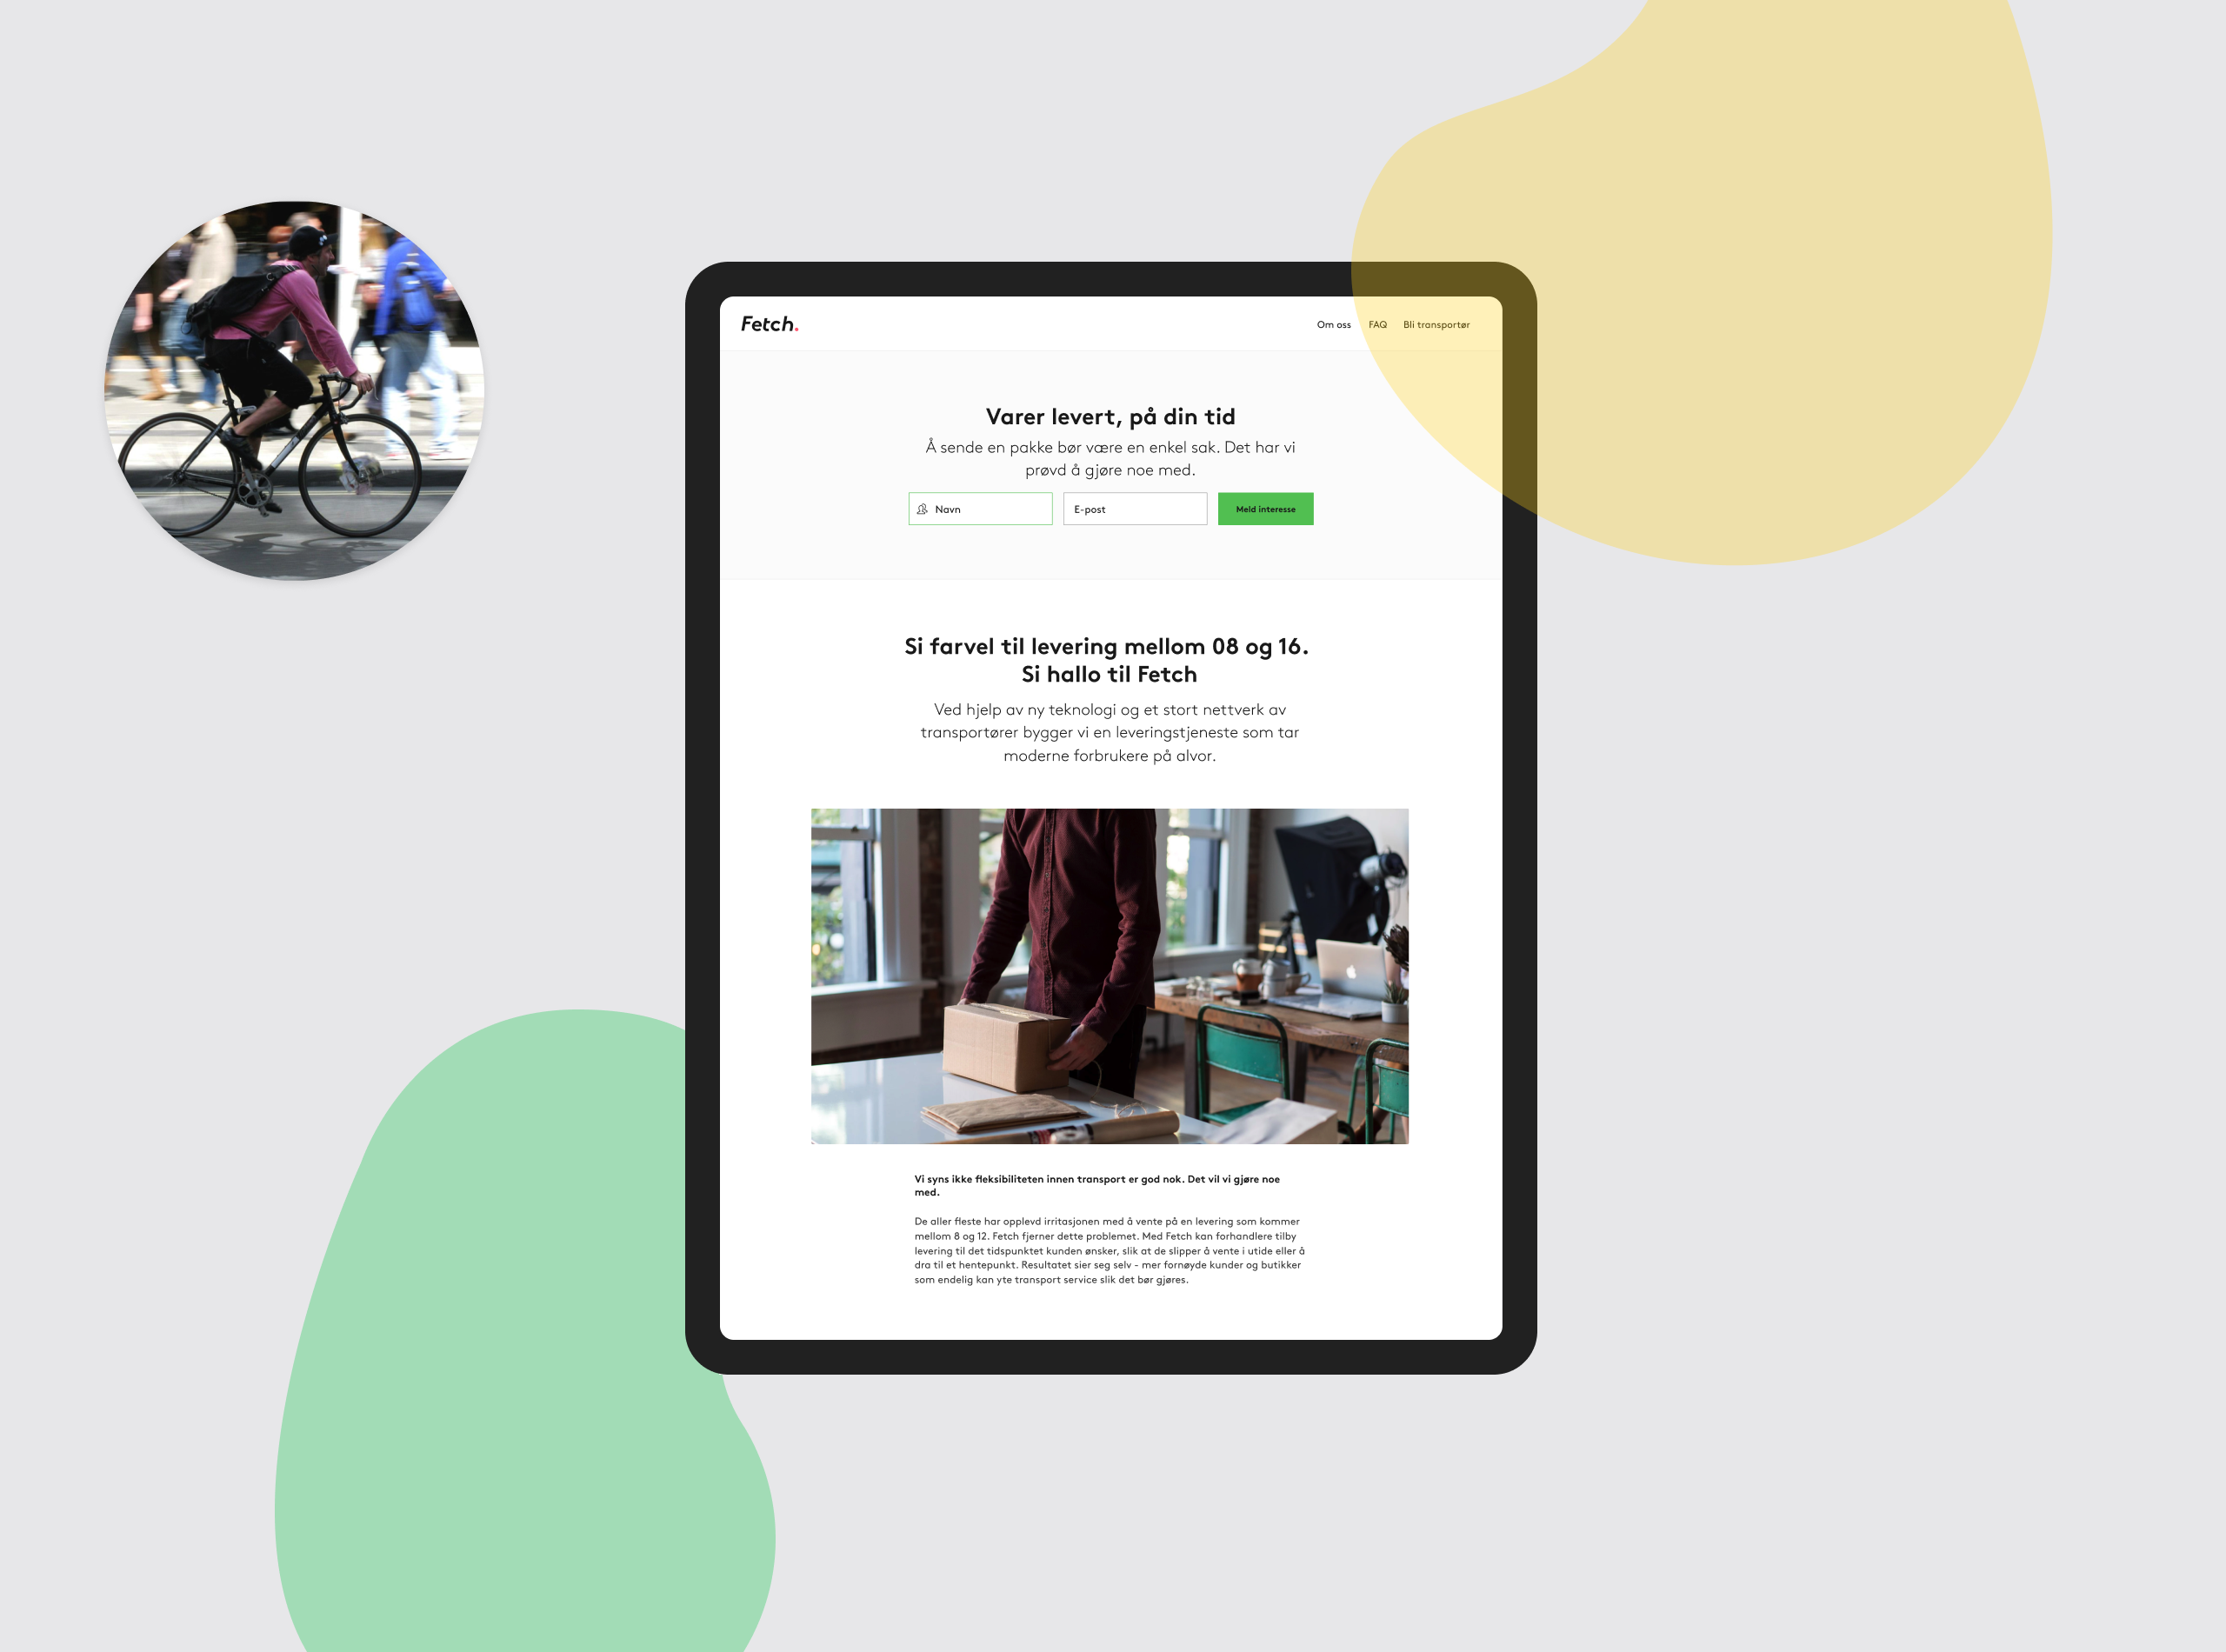 Fetch.
Om oss FAQ Bli transportør
Varer levert, på din tid
Å sende en pakke bør være en enkel sak. Det har vi
prøvd å gjøre noe med.
Navn E-post Meld interesse
Si farvel til levering mellom 08 og 16.
Si hallo til Fetch
Ved hjelp av ny teknologi og et stort nettverk av
transportører bygger vi en leveringstjeneste som tar
moderne forbrukere på alvor.
Vi syns ikke fleksibiliteten innen transport er god nok. Det vil vi gjøre noe
med.
De aller fleste har opplevd irritasjonen med å vente på en levering som kommer
mellom 8 og 12. Fetch fjerner dette problemet. Med Fetch kan forhandlere tilby
levering til det tidspunktet kunden ønsker, slik at de slipper å vente i utide eller å
dra til et hentepunkt. Resultatet sier seg selv - mer fornøyde kunder og butikker
som endelig kan yte transport service slik det bør gjøres.